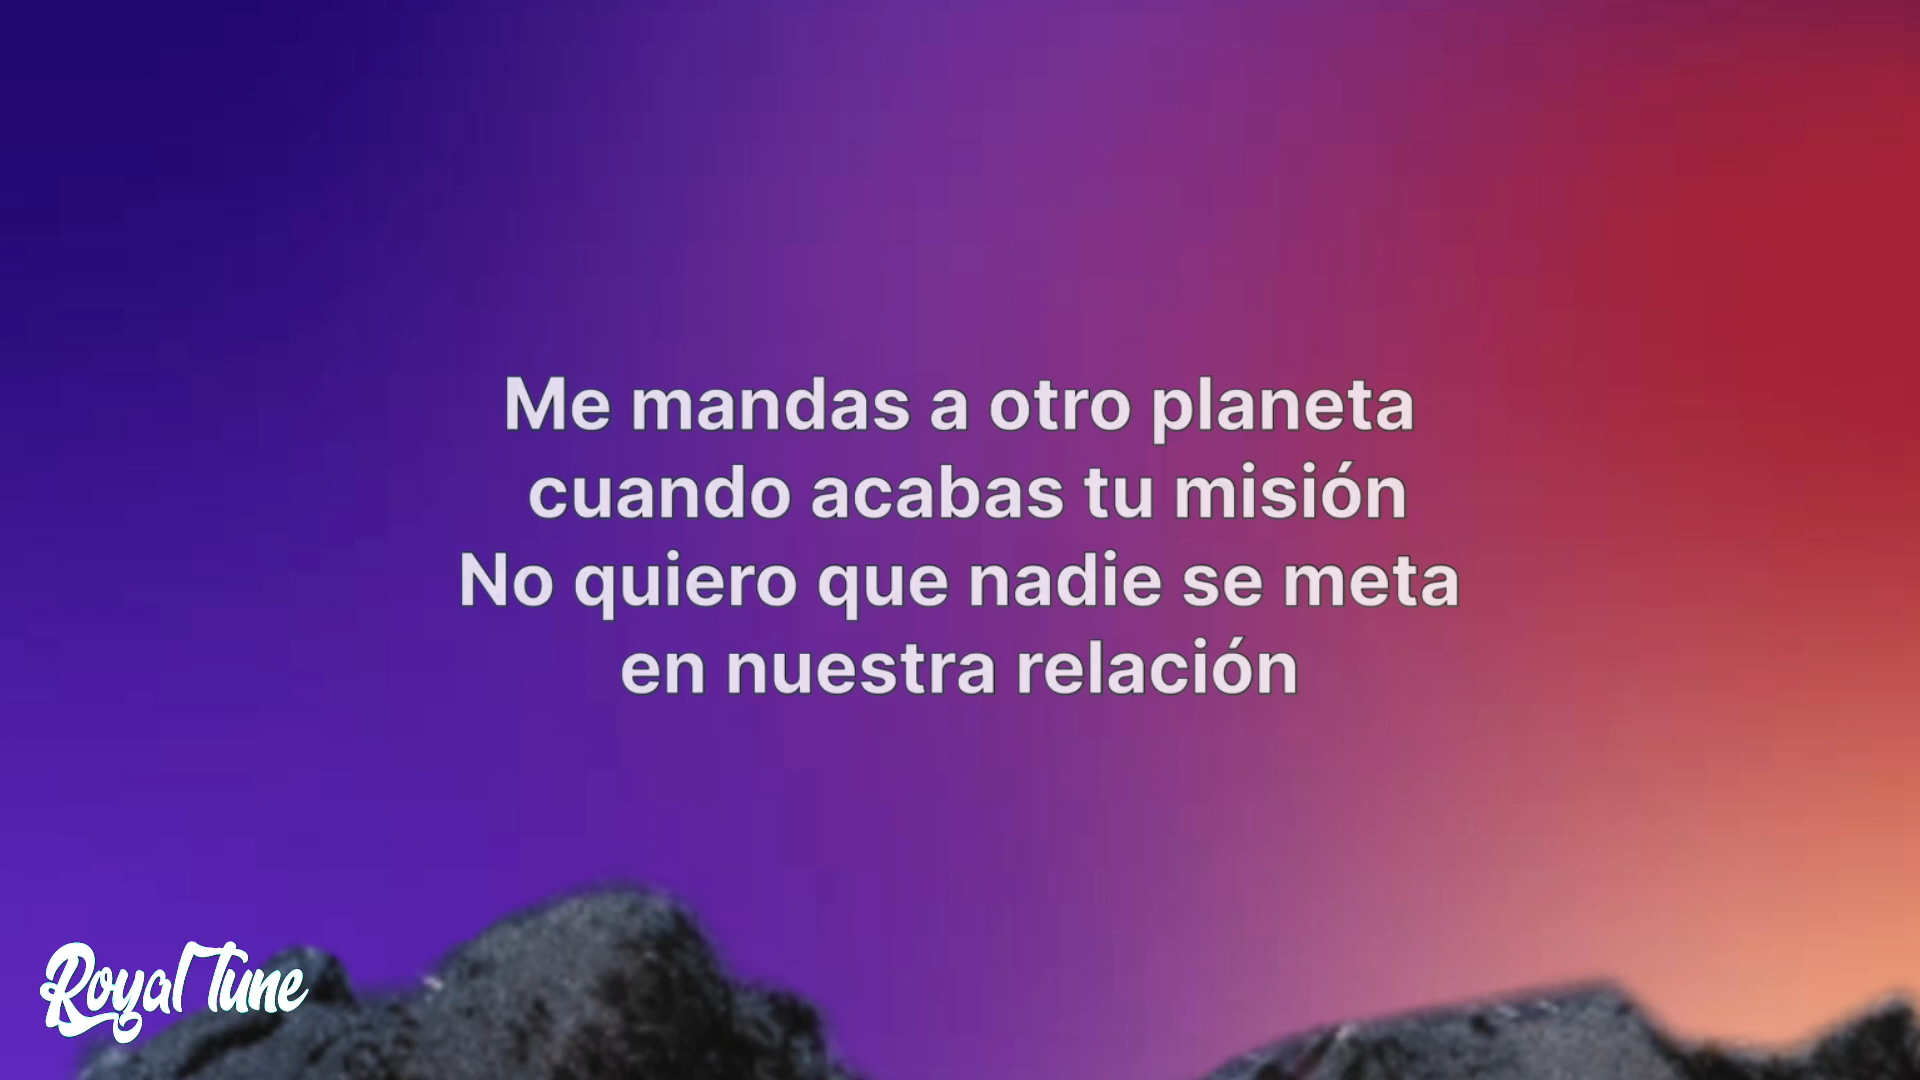 Me mandas a otro planeta
cuando acabas tu misión
No quiero que nadie se meta
en nuestra relación
Royal Tune